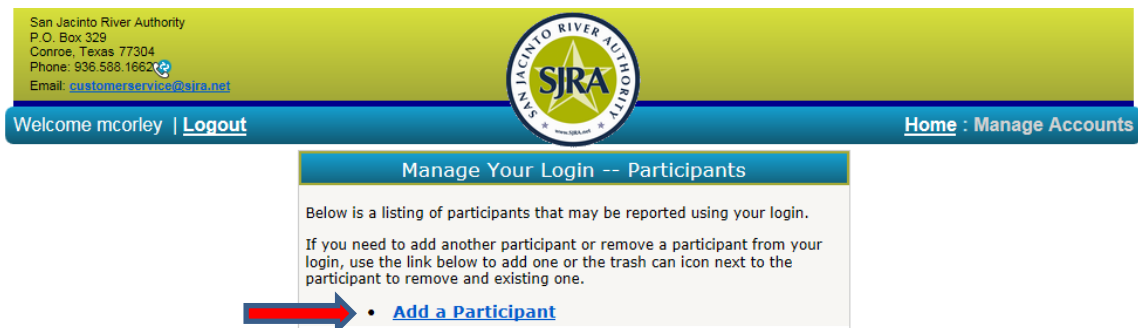 San Jacinto River Authority
P.O. Box 329
Conroe, Texas 77304
Phone: 936.588.1662
Email: customerservice@sjra.net
SAN JACINTO RIVER AUTHORITY
SJRA
www.SJRA.net
Welcome mcorley | Logout
Home : Manage Accounts
Manage Your Login -- Participants
Below is a listing of participants that may be reported using your login.
If you need to add another participant or remove a participant from your
login, use the link below to add one or the trash can icon next to the
participant to remove and existing one.
• Add a Participant